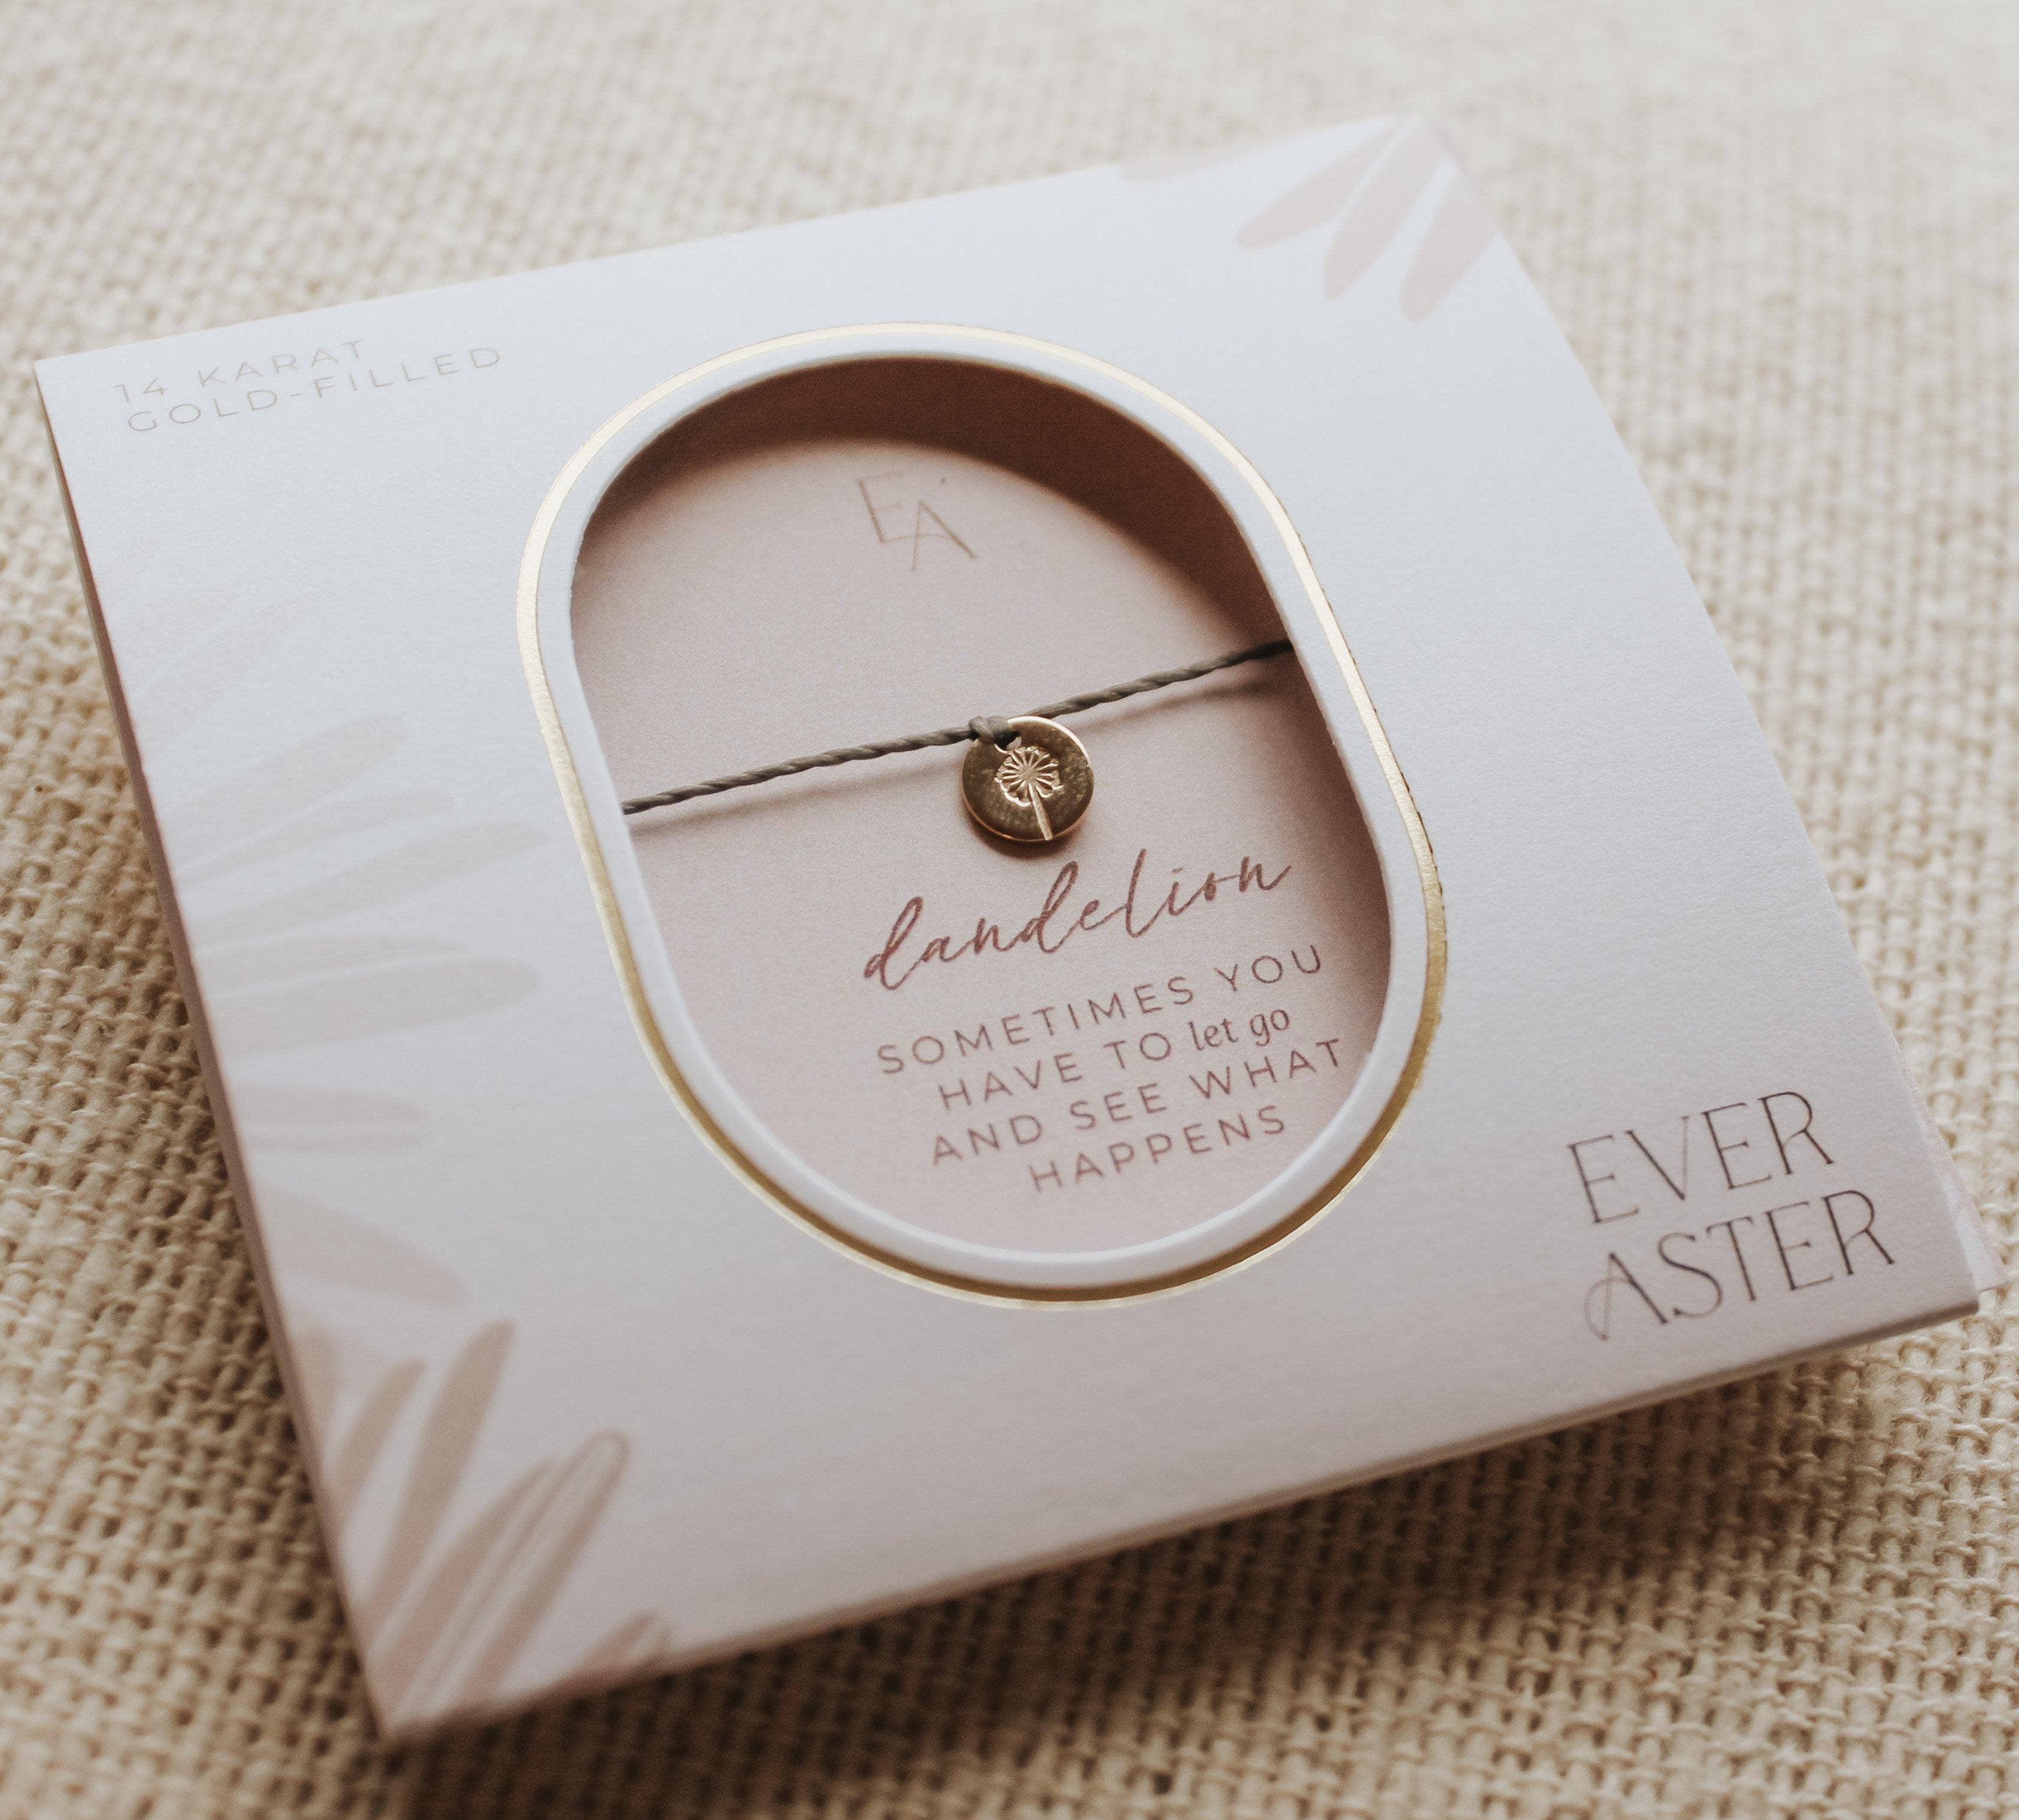 14 KARAT
GOLD-FILLED
EA
dandelion
SOMETIMES YOU
HAVE TO let go
AND SEE WHAT
HAPPENS
EVER
ASTER